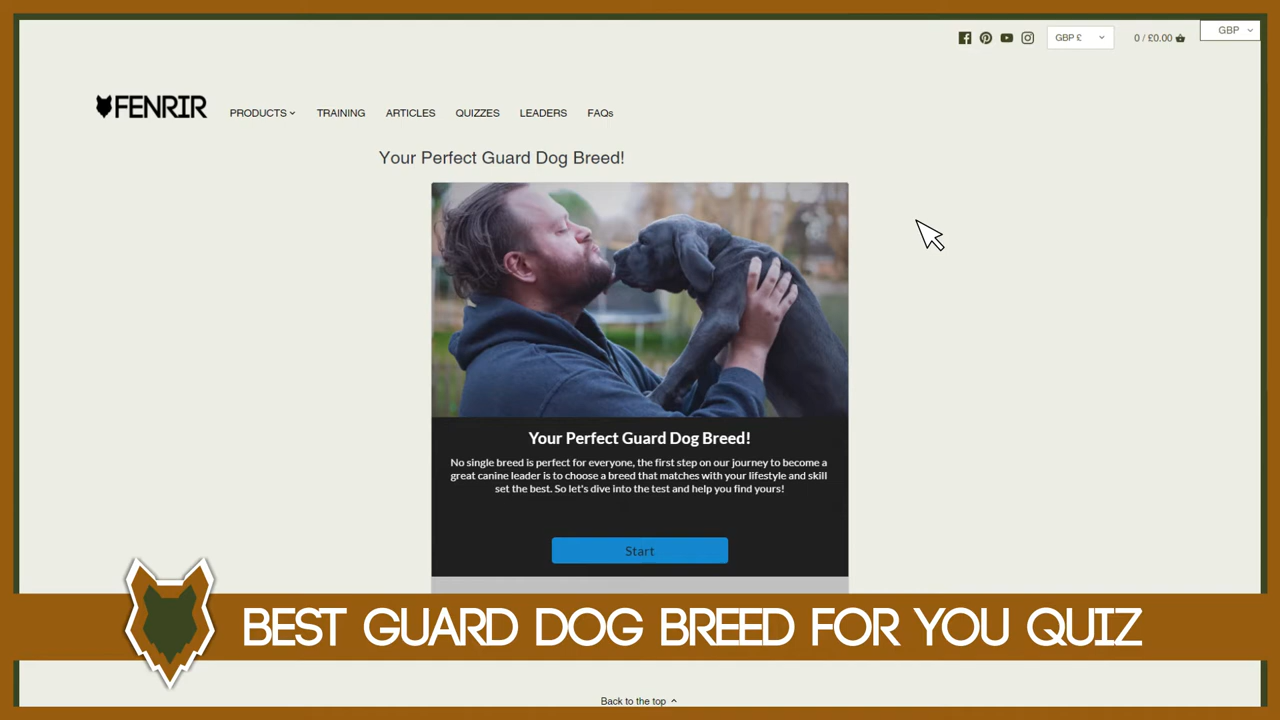 GBP £
0 / £0.00
GBP
FENRIR
PRODUCTS
TRAINING
ARTICLES
QUIZZES
LEADERS
FAQs
Your Perfect Guard Dog Breed!
Your Perfect Guard Dog Breed!
No single breed is perfect for everyone, the first step on our journey to become a
great canine leader is to choose a breed that matches with your lifestyle and skill
set the best. So let's dive into the test and help you find yours!
Start
BEST GUARD DOG BREED FOR YOU QUIZ
Back to the top